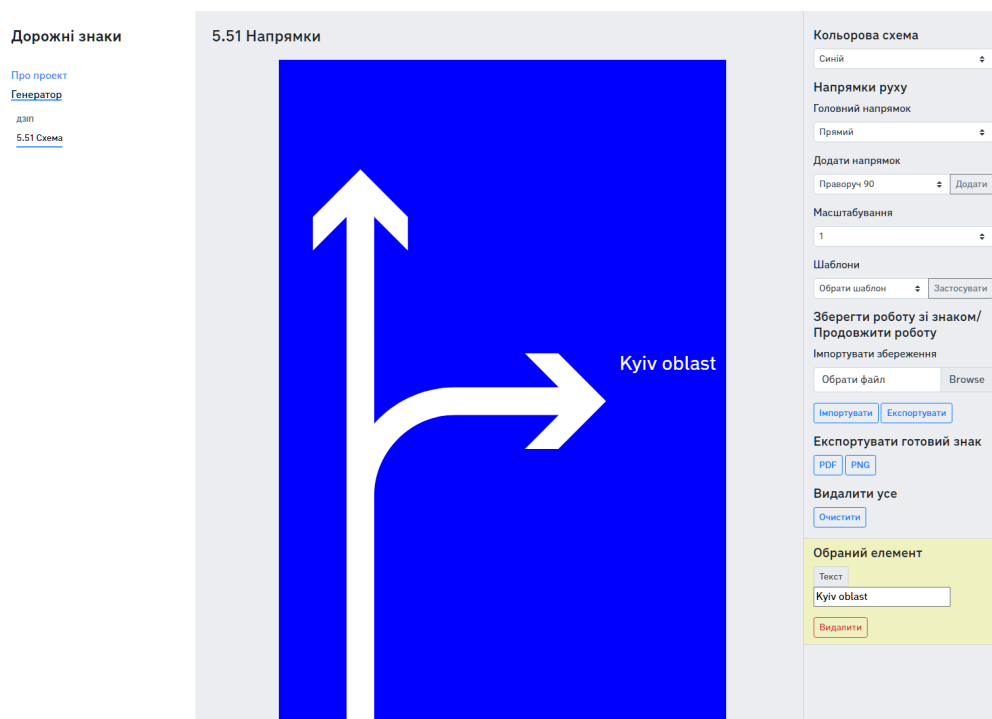 Дорожні знаки
Про проект
Генератор
ДЗІП
5.51 Схема
5.51 Напрямки
Kyiv oblast
Кольорова схема
Синій
Напрямки руху
Головний напрямок
Прямий
Додати напрямок
Праворуч 90
Додати
Масштабування
1
Шаблони
Обрати шаблон
Застосувати
Зберегти роботу зі знаком/
Продовжити роботу
Імпортувати збереження
Обрати файл
Browse
Імпортувати
Експортувати
Експортувати готовий знак
PDF
PNG
Видалити усе
Очистити
Обраний елемент
Текст
Kyiv oblast
Видалити